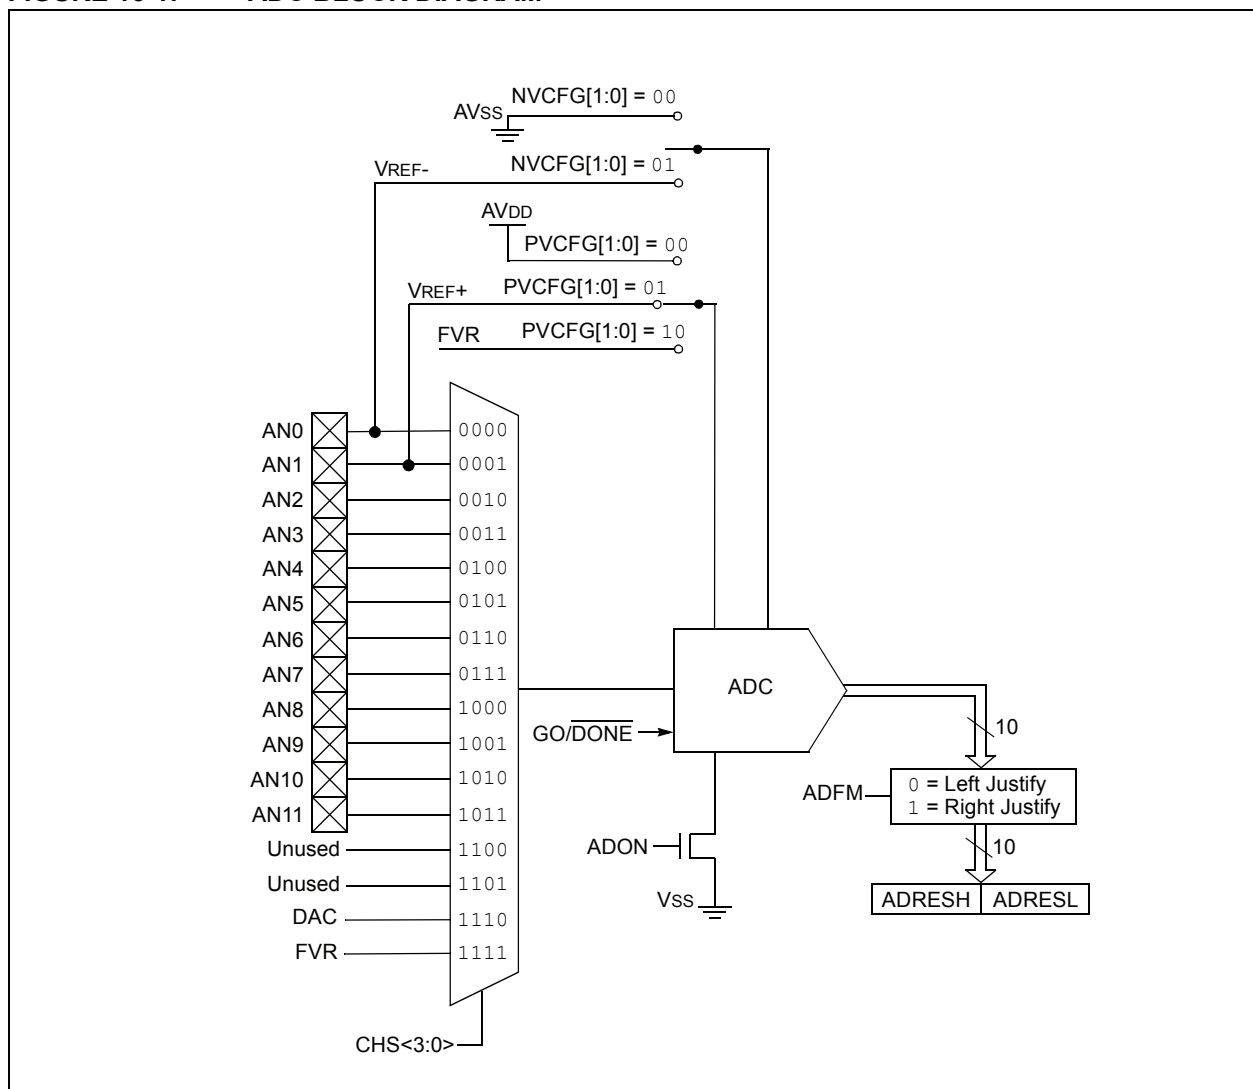 NVCFG[1:0] = 00
AVSS
VREF-
NVCFG[1:0] = 01
AVDD
PVCFG[1:0] = 00
VREF+
PVCFG[1:0] = 01
FVR
PVCFG[1:0] = 10
AN0
0000
AN1
0001
AN2
0010
AN3
0011
AN4
0100
AN5
0101
AN6
0110
AN7
0111
AN8
1000
AN9
1001
AN10
1010
AN11
1011
Unused
1100
Unused
1101
DAC
1110
FVR
1111
CHS<3:0>
ADC
GO/DONE
ADON
VSS
10
ADFM
0 = Left Justify
1 = Right Justify
10
ADRESH
ADRESL